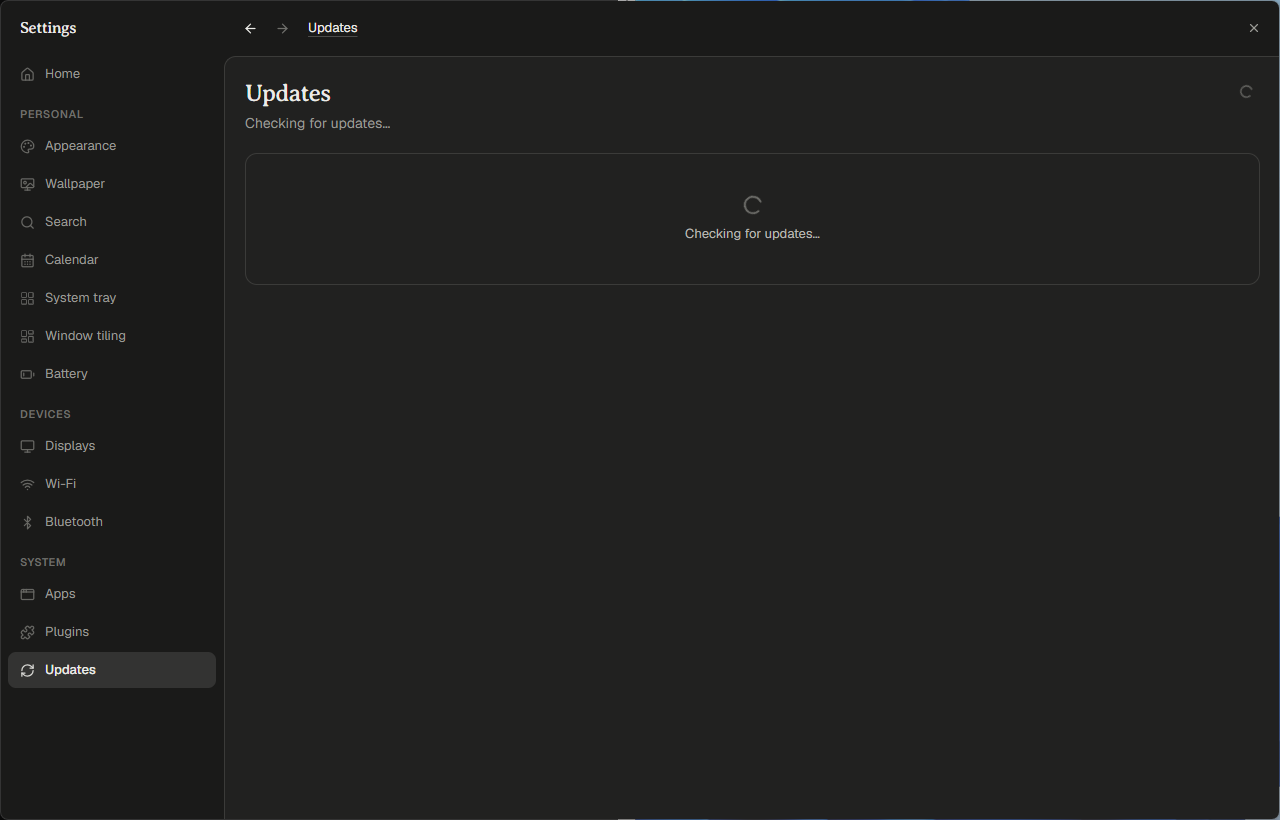 Settings
Updates
Home
PERSONAL
Appearance
Wallpaper
Search
Calendar
System tray
Window tiling
Battery
DEVICES
Displays
Wi-Fi
Bluetooth
SYSTEM
Apps
Plugins
Updates
Updates
Checking for updates…
Checking for updates…